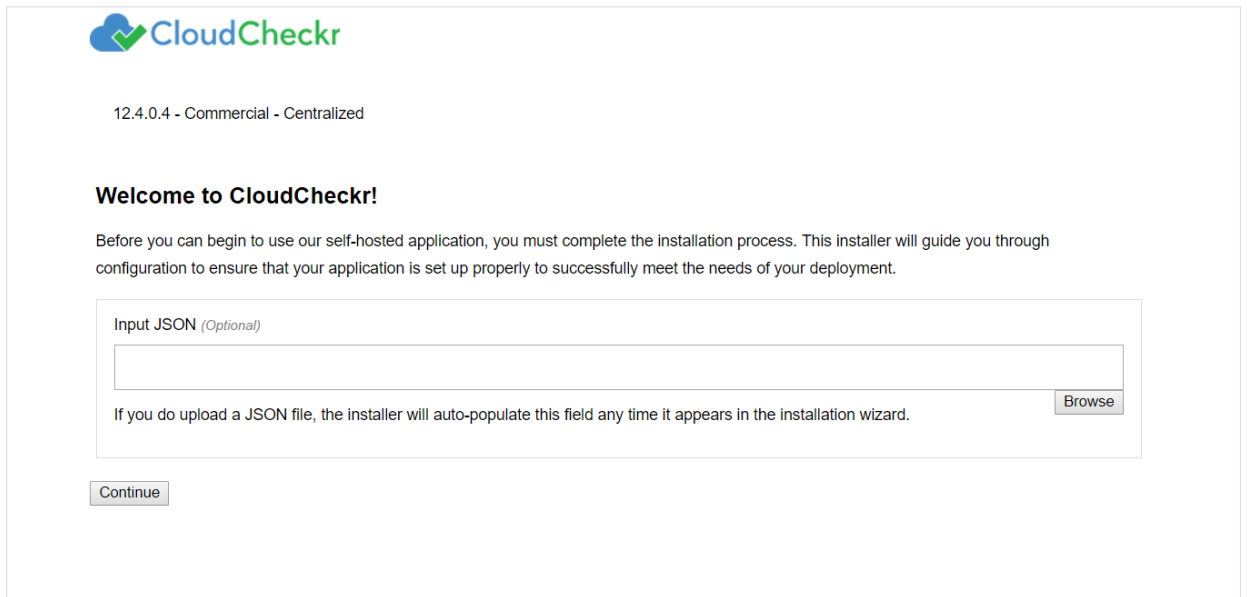 CloudCheckr
12.4.0.4 - Commercial - Centralized
Welcome to CloudCheckr!
Before you can begin to use our self-hosted application, you must complete the installation process. This installer will guide you through
configuration to ensure that your application is set up properly to successfully meet the needs of your deployment.
Input JSON (Optional)
Browse
If you do upload a JSON file, the installer will auto-populate this field any time it appears in the installation wizard.
Continue